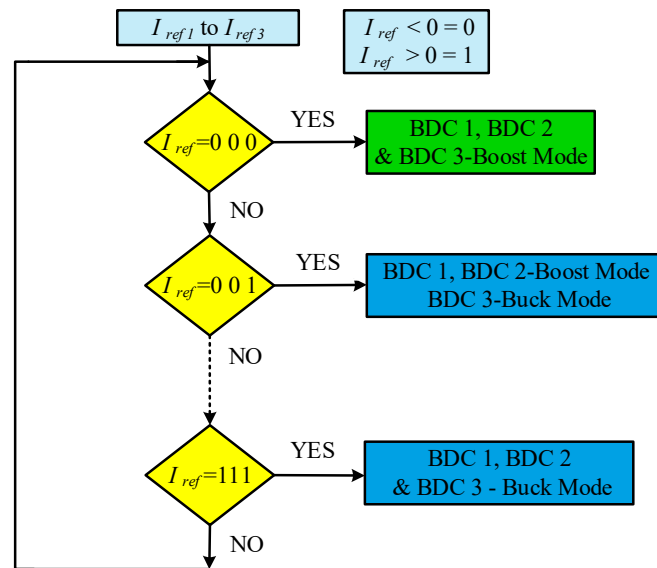 I ref 1 to I ref 3
I ref < 0 = 0
I ref > 0 = 1
I ref=0 0 0
YES
BDC 1, BDC 2
& BDC 3-Boost Mode
NO
I ref=0 0 1
YES
BDC 1, BDC 2-Boost Mode
BDC 3-Buck Mode
NO
I ref=111
YES
BDC 1, BDC 2
& BDC 3 - Buck Mode
NO